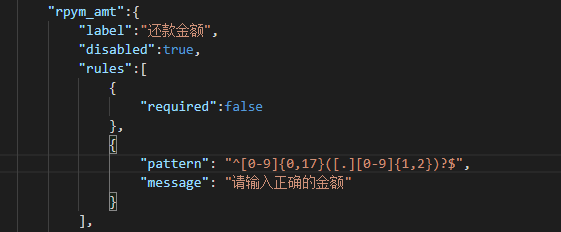 "rpym_amt":{
"label":"还款金额",
"disabled":true,
"rules":[
{
"required":false
},
{
"pattern": "^[0-9]{0,17}([.][0-9]{1,2})?$",
"message": "请输入正确的金额"
}
],